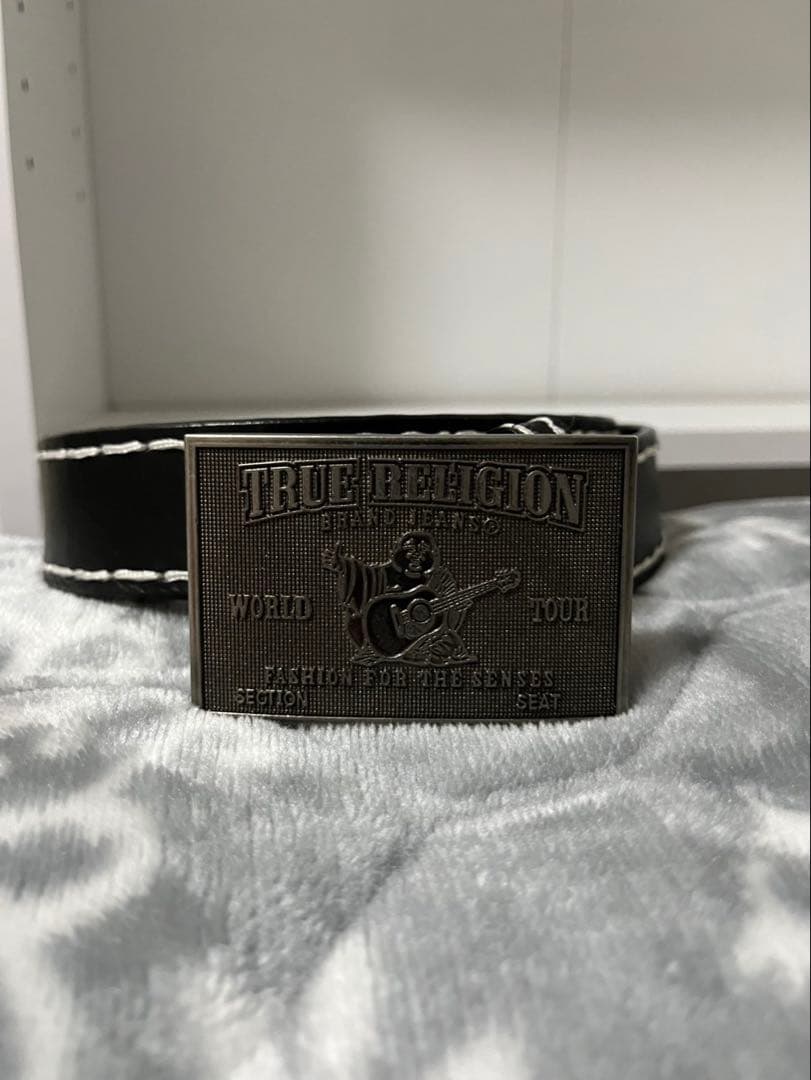 TRUE RELIGION
BRAND JEANS®
WORLD TOUR
FASHION FOR THE SENSES
SECTION SEAT